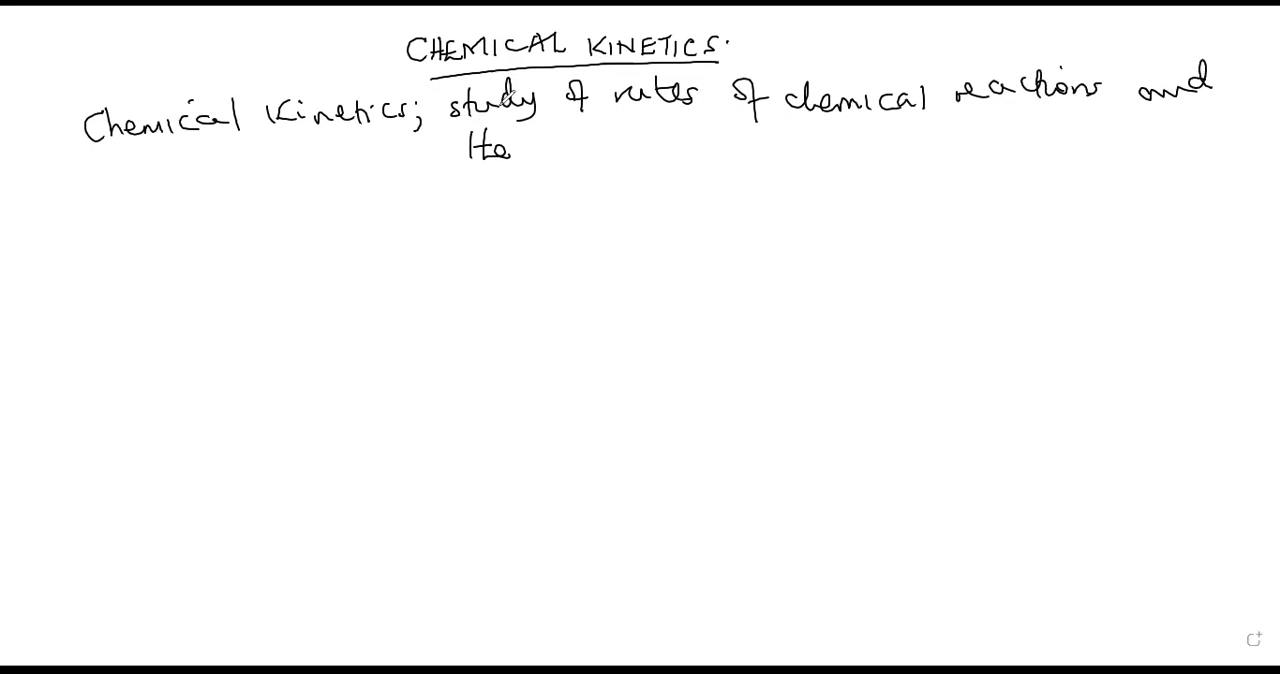 CHEMICAL KINETICS.
Chemical Kinetics; study of rates of chemical reactions and